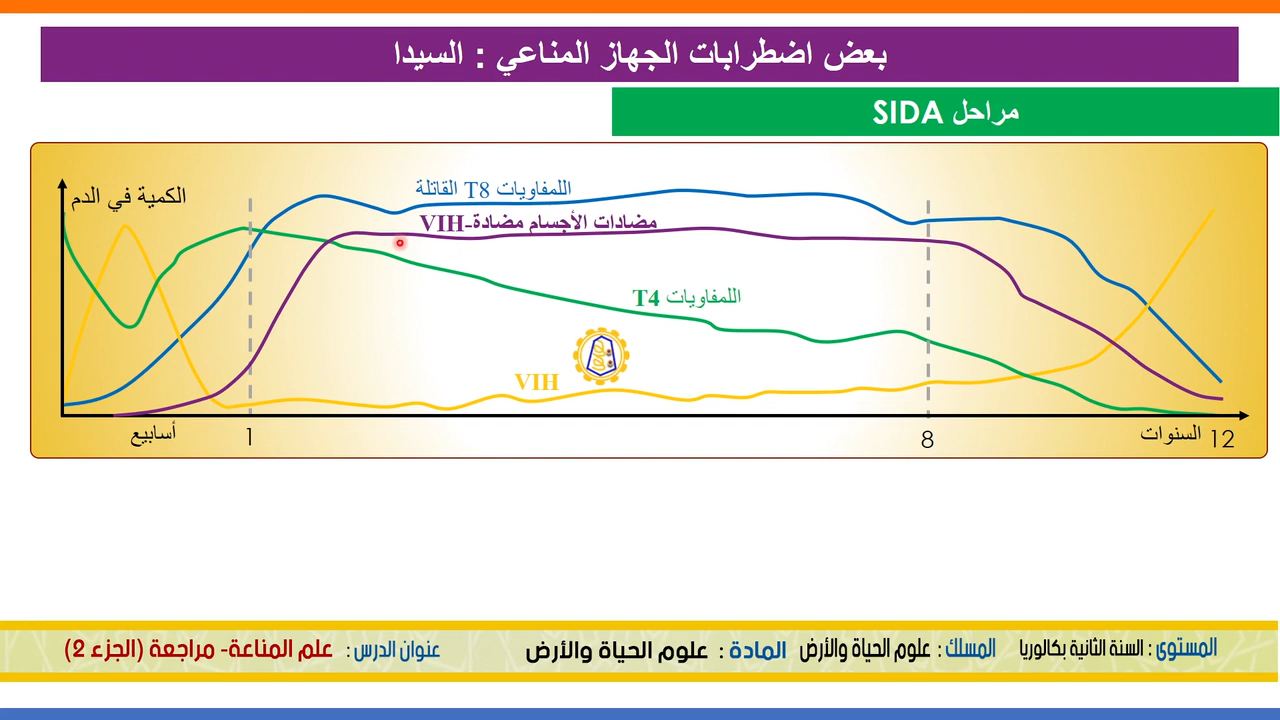 بعض اضطرابات الجهاز المناعي : السيدا
مراحل SIDA
الكمية في الدم
اللمفاويات T8 القاتلة
مضادات الأجسام مضادة-VIH
اللمفاويات T4
VIH
أسابيع
1
8
السنوات
12
المستوى : السنة الثانية بكالوريا المسلك : علوم الحياة والأرض المادة : علوم الحياة والأرض عنوان الدرس : علم المناعة- مراجعة (الجزء 2)